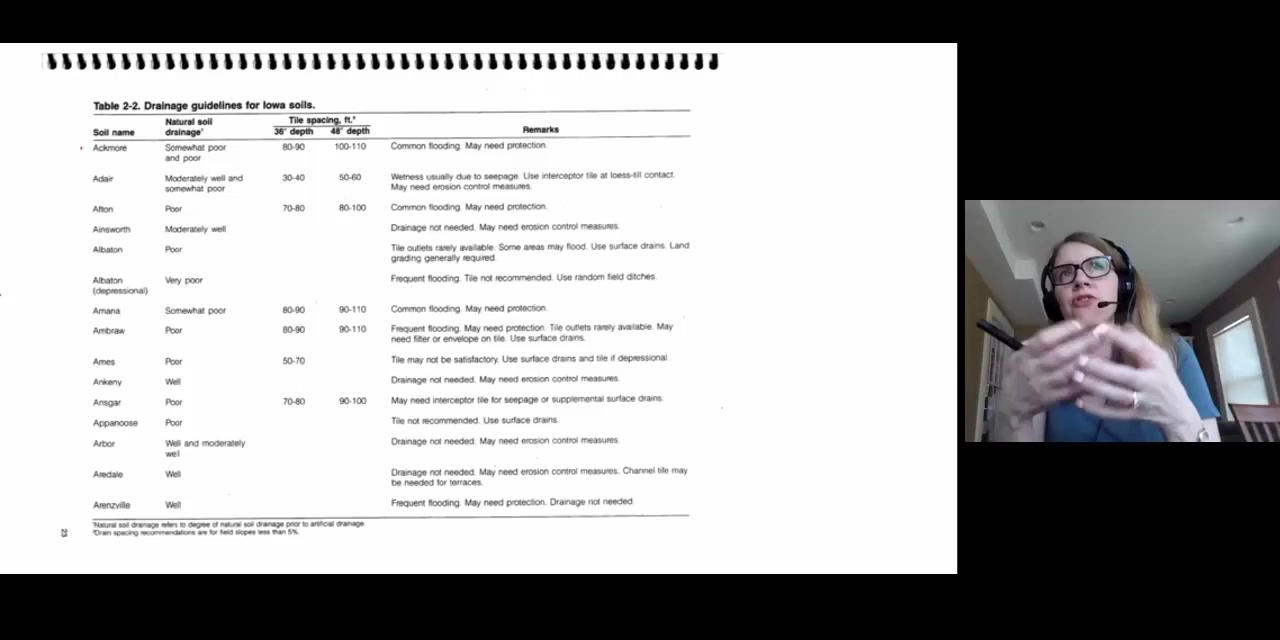 Table 2-2. Drainage guidelines for Iowa soils.
Soil name Natural soil drainage¹ Tile spacing, ft.² 36" depth 48" depth Remarks
Ackmore Somewhat poor and poor 80-90 100-110 Common flooding. May need protection.
Adair Moderately well and somewhat poor 30-40 50-60 Wetness usually due to seepage. Use interceptor tile at loess-till contact. May need erosion control measures.
Afton Poor 70-80 80-100 Common flooding. May need protection.
Ainsworth Moderately well Drainage not needed. May need erosion control measures.
Albaton Poor Tile outlets rarely available. Some areas may flood. Use surface drains. Land grading generally required.
Albaton (depressional) Very poor Frequent flooding. Tile not recommended. Use random field ditches.
Amana Somewhat poor 80-90 90-110 Common flooding. May need protection.
Ambraw Poor 80-90 90-110 Frequent flooding. May need protection. Tile outlets rarely available. May need filter or envelope on tile. Use surface drains.
Ames Poor 50-70 Tile may not be satisfactory. Use surface drains and tile if depressional.
Ankeny Well Drainage not needed. May need erosion control measures.
Ansgar Poor 70-80 90-100 May need interceptor tile for seepage or supplemental surface drains.
Appanoose Poor Tile not recommended. Use surface drains.
Arbor Well and moderately well Drainage not needed. May need erosion control measures.
Aredale Well Drainage not needed. May need erosion control measures. Channel tile may be needed for terraces.
Arenzville Well Frequent flooding. May need protection. Drainage not needed.
¹Natural soil drainage refers to degree of natural soil drainage prior to artificial drainage.
²Drain spacing recommendations are for field slopes less than 5%.
23